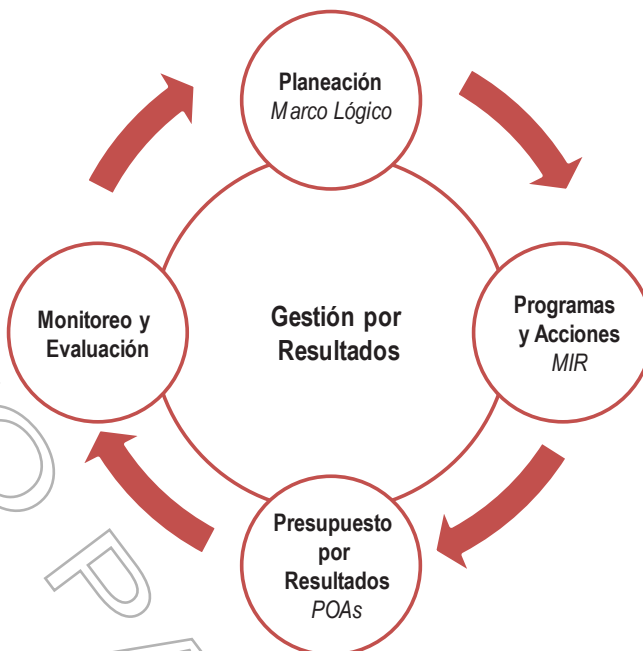 Planeación
Marco Lógico
Programas
y Acciones
MIR
Gestión por
Resultados
Monitoreo y
Evaluación
Presupuesto
por
Resultados
POAs
O P